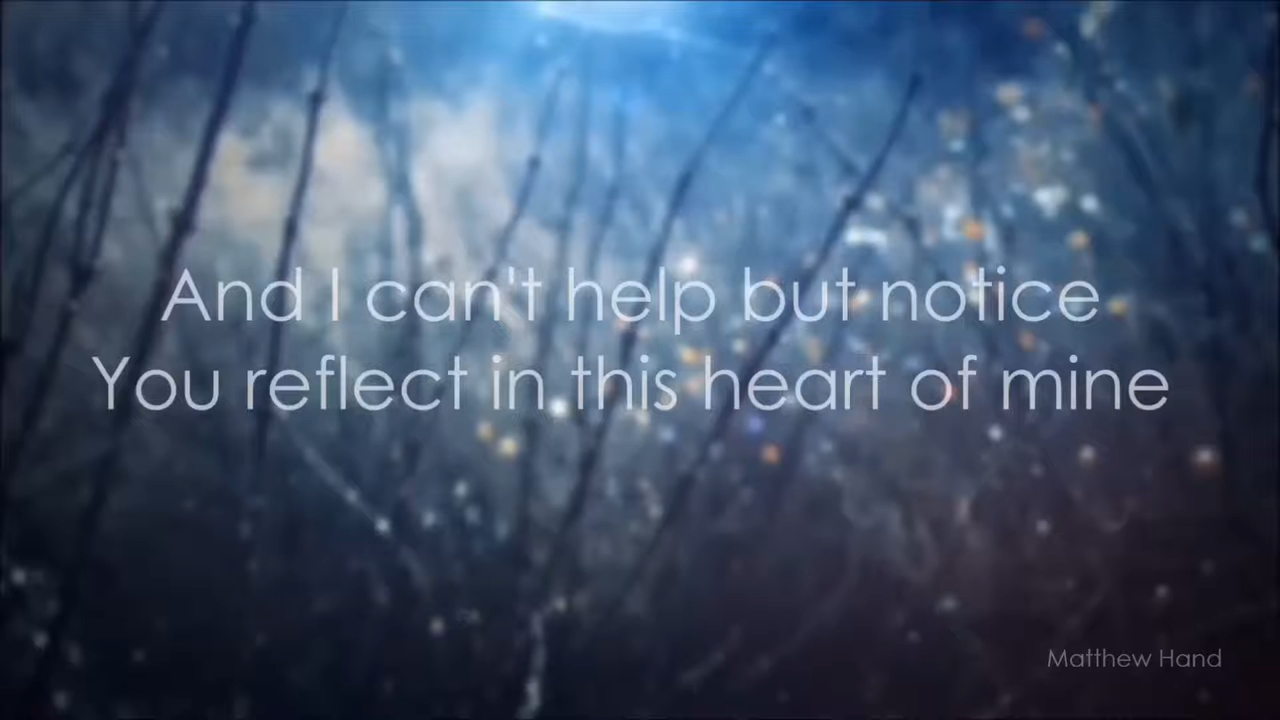 And I can't help but notice
You reflect in this heart of mine
Matthew Hand